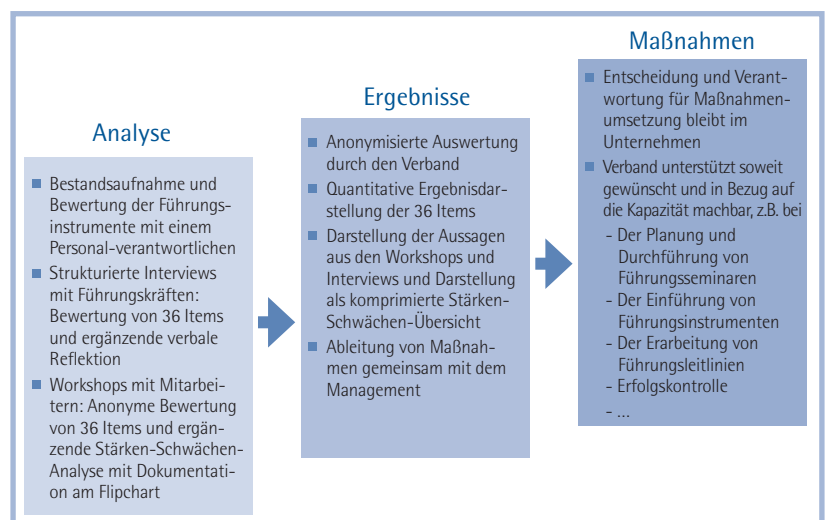 Analyse
Bestandsaufnahme und
Bewertung der Führungs-
instrumente mit einem
Personal-verantwortlichen
Strukturierte Interviews
mit Führungskräften:
Bewertung von 36 Items
und ergänzende verbale
Reflektion
Workshops mit Mitarbei-
tern: Anonyme Bewertung
von 36 Items und ergän-
zende Stärken-Schwächen-
Analyse mit Dokumentati-
on am Flipchart
Ergebnisse
Anonymisierte Auswertung
durch den Verband
Quantitative Ergebnisdar-
stellung der 36 Items
Darstellung der Aussagen
aus den Workshops und
Interviews und Darstellung
als komprimierte Stärken-
Schwächen-Übersicht
Ableitung von Maßnah-
men gemeinsam mit dem
Management
Maßnahmen
Entscheidung und Verant-
wortung für Maßnahmen-
umsetzung bleibt im
Unternehmen
Verband unterstützt soweit
gewünscht und in Bezug auf
die Kapazität machbar, z.B. bei
- Der Planung und
Durchführung von
Führungsseminaren
- Der Einführung von
Führungsinstrumenten
- Der Erarbeitung von
Führungsleitlinien
- Erfolgskontrolle
- ...